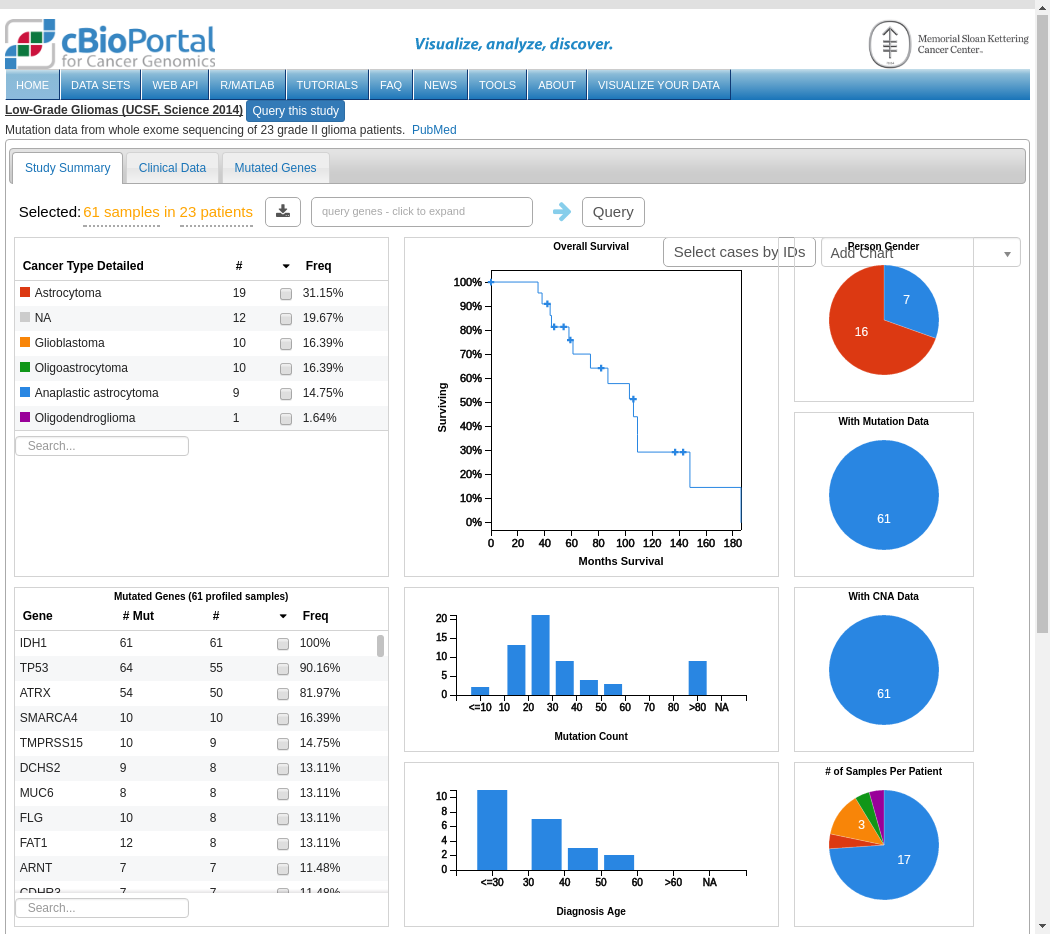 cBioPortal
for Cancer Genomics
Visualize, analyze, discover.
Memorial Sloan Kettering
Cancer Center
HOME DATA SETS WEB API R/MATLAB TUTORIALS FAQ NEWS TOOLS ABOUT VISUALIZE YOUR DATA
Low-Grade Gliomas (UCSF, Science 2014) Query this study
Mutation data from whole exome sequencing of 23 grade II glioma patients. PubMed
Study Summary Clinical Data Mutated Genes
Selected: 61 samples in 23 patients query genes - click to expand Query
Select cases by IDs Add Chart
Cancer Type Detailed # Freq
Astrocytoma 19 31.15%
NA 12 19.67%
Glioblastoma 10 16.39%
Oligoastrocytoma 10 16.39%
Anaplastic astrocytoma 9 14.75%
Oligodendroglioma 1 1.64%
Search...
Overall Survival
100%
90%
80%
70%
60%
50%
40%
30%
20%
10%
0%
Surviving
0 20 40 60 80 100 120 140 160 180
Months Survival
Person Gender
7
16
With Mutation Data
61
Mutated Genes (61 profiled samples)
Gene # Mut # Freq
IDH1 61 61 100%
TP53 64 55 90.16%
ATRX 54 50 81.97%
SMARCA4 10 10 16.39%
TMPRSS15 10 9 14.75%
DCHS2 9 8 13.11%
MUC6 8 8 13.11%
FLG 10 8 13.11%
FAT1 12 8 13.11%
ARNT 7 7 11.48%
CDHR3 7 7 11.48%
Search...
20
15
10
5
0
<=10 10 20 30 40 50 60 70 80 >80 NA
Mutation Count
With CNA Data
61
10
8
6
4
2
0
<=30 30 40 50 60 >60 NA
Diagnosis Age
# of Samples Per Patient
3
17